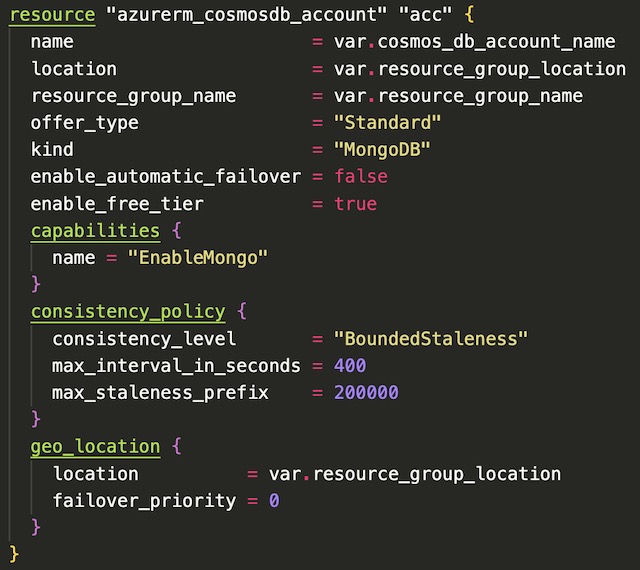 resource "azurerm_cosmosdb_account" "acc" {
  name                      = var.cosmos_db_account_name
  location                  = var.resource_group_location
  resource_group_name       = var.resource_group_name
  offer_type                = "Standard"
  kind                      = "MongoDB"
  enable_automatic_failover = false
  enable_free_tier          = true
  capabilities {
    name = "EnableMongo"
  }
  consistency_policy {
    consistency_level       = "BoundedStaleness"
    max_interval_in_seconds = 400
    max_staleness_prefix    = 200000
  }
  geo_location {
    location          = var.resource_group_location
    failover_priority = 0
  }
}